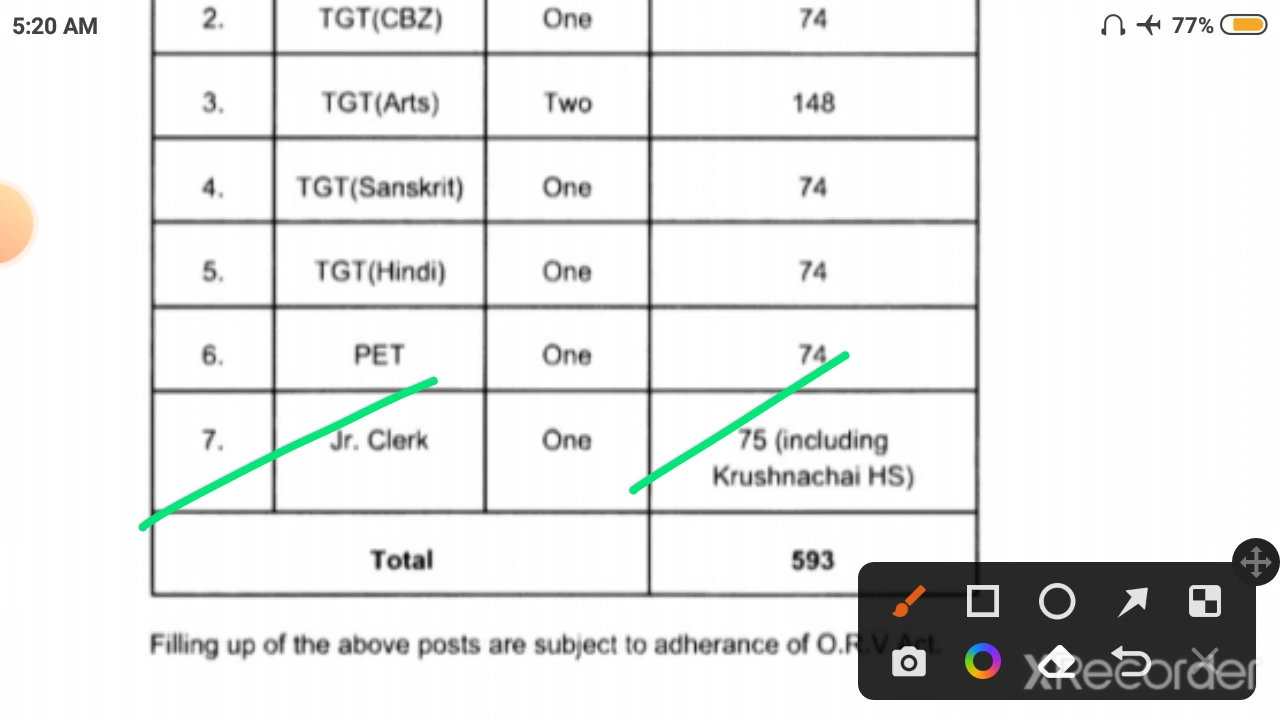 5:20 AM
77%
2. TGT(CBZ) One 74
3. TGT(Arts) Two 148
4. TGT(Sanskrit) One 74
5. TGT(Hindi) One 74
6. PET One 74
7. Jr. Clerk One 75 (including
Krushnachai HS)
Total 593
Filling up of the above posts are subject to adherance of O.R.V Act.
XRecorder